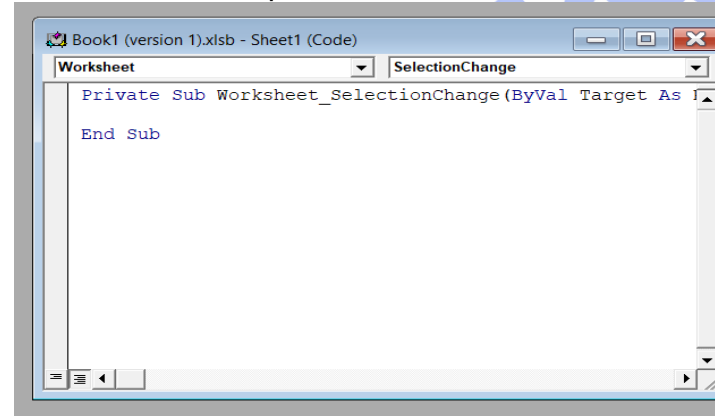 Book1 (version 1).xlsb - Sheet1 (Code)
Worksheet SelectionChange
Private Sub Worksheet_SelectionChange(ByVal Target As
End Sub